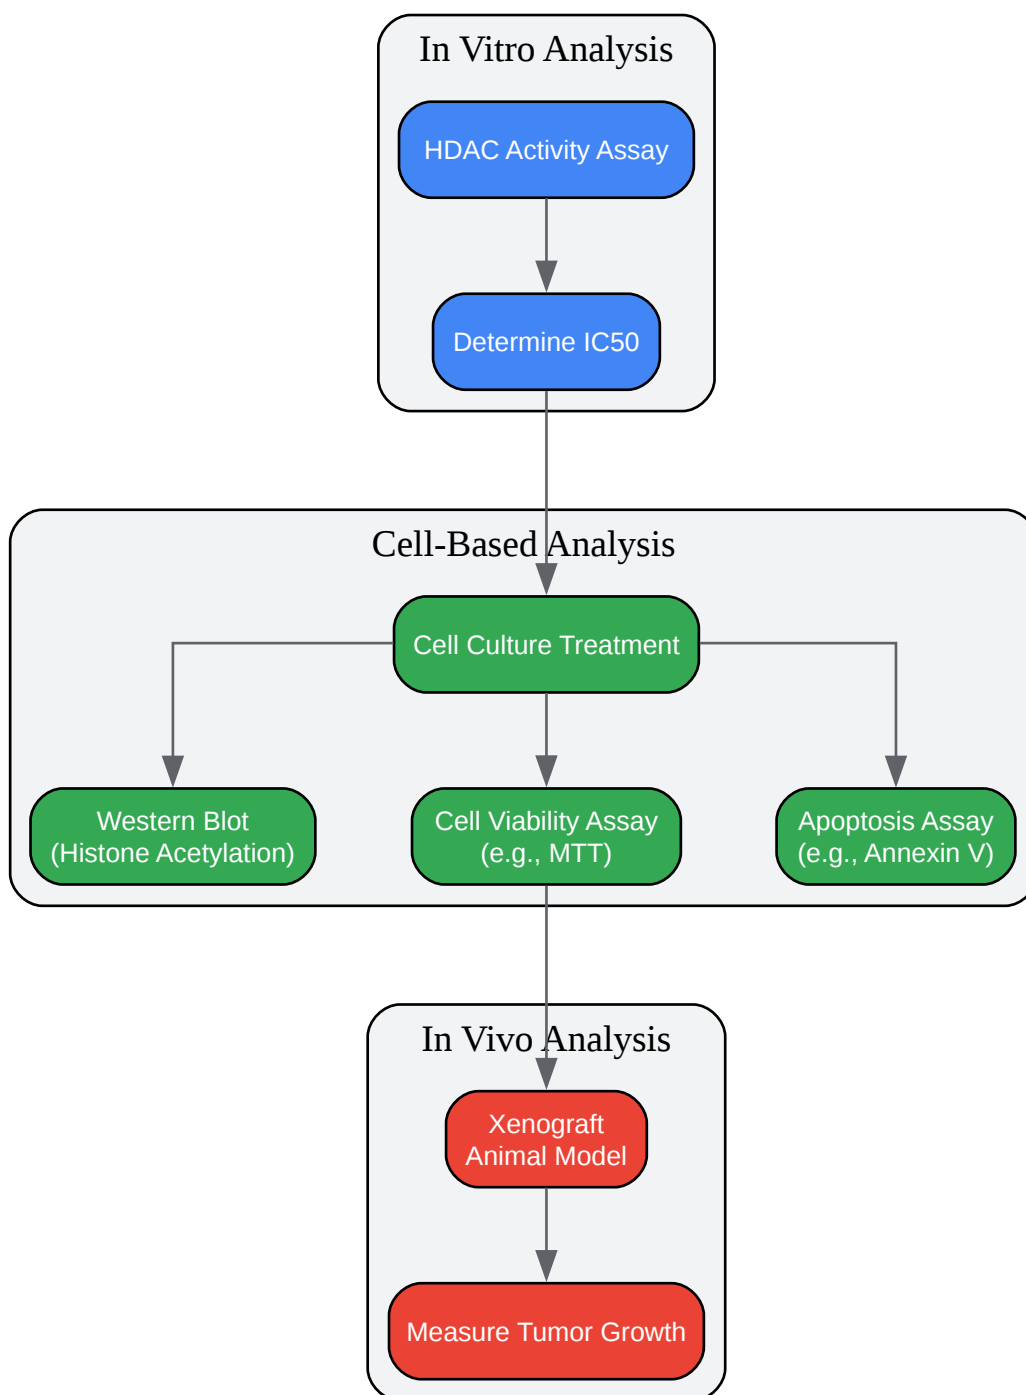 In Vitro Analysis
HDAC Activity Assay
Determine IC50
Cell-Based Analysis
Cell Culture Treatment
Western Blot
(Histone Acetylation)
Cell Viability Assay
(e.g., MTT)
Apoptosis Assay
(e.g., Annexin V)
In Vivo Analysis
Xenograft
Animal Model
Measure Tumor Growth